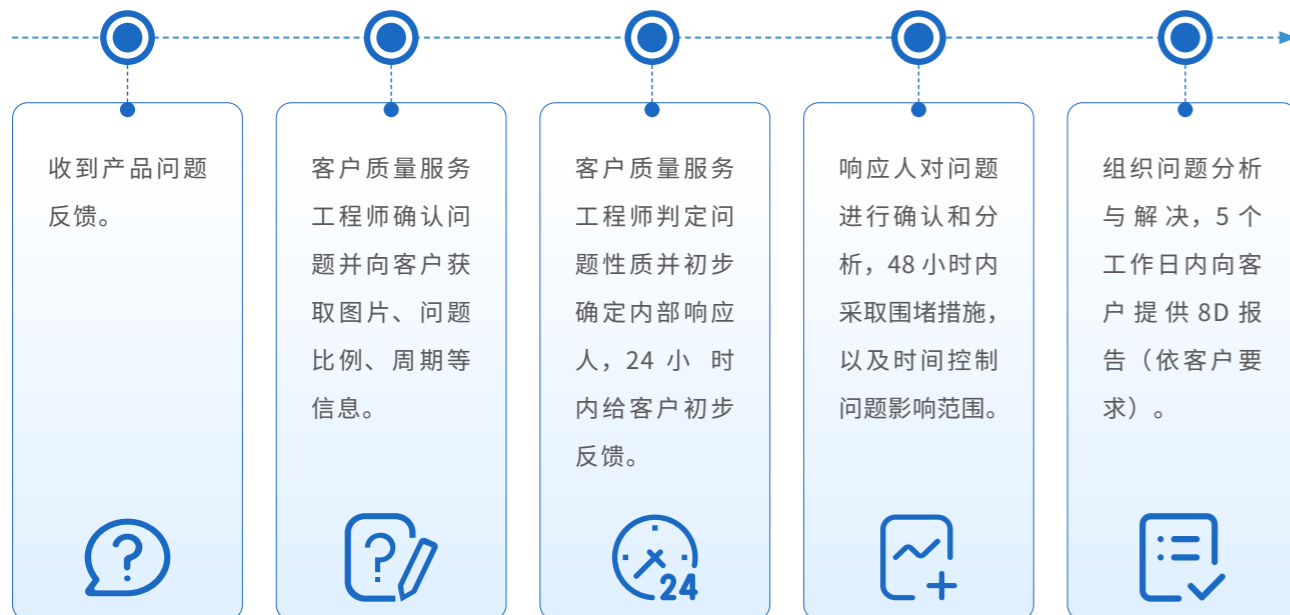 收到产品问题
反馈。
客户质量服务
工程师确认问
题并向客户获
取图片、问题
比例、周期等
信息。
客户质量服务
工程师判定问
题性质并初步
确定内部响应
人，24 小 时
内给客户初步
反馈。
响应人对问题
进行确认和分
析，48 小时内
采取围堵措施，
以及时间控制
问题影响范围。
组织问题分析
与 解 决，5 个
工作日内向客
户 提 供 8D 报
告（依客户要
求）。
?
?
24